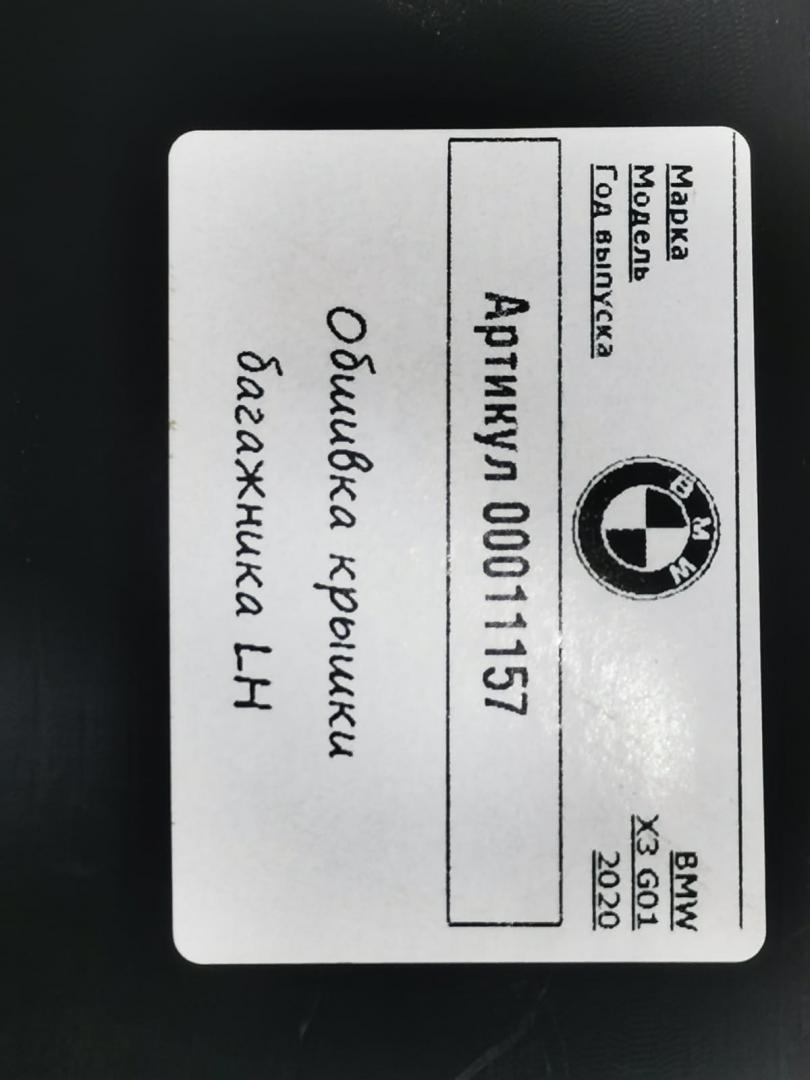 Марка BMW
Модель X3 G01
Год выпуска 2020
BMW
Артикул 00011157
Обшивка крышки
багажника LH